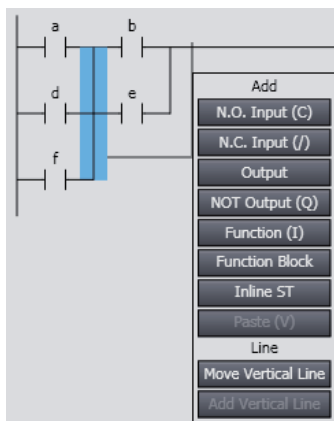 a b
d e
f
Add
N.O. Input (C)
N.C. Input (/)
Output
NOT Output (Q)
Function (I)
Function Block
Inline ST
Paste (V)
Line
Move Vertical Line
Add Vertical Line